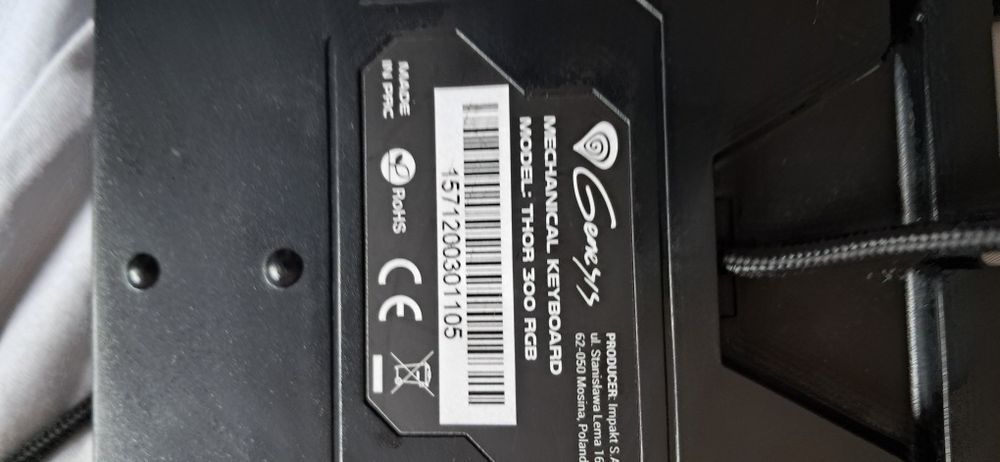 Genesis
MECHANICAL KEYBOARD
MODEL: THOR 300 RGB
PRODUCER: Impakt S.A
ul. Stanisława Lema 16
62-050 Mosina, Poland
1571200301105
MADE
IN PRC
RoHS
CE